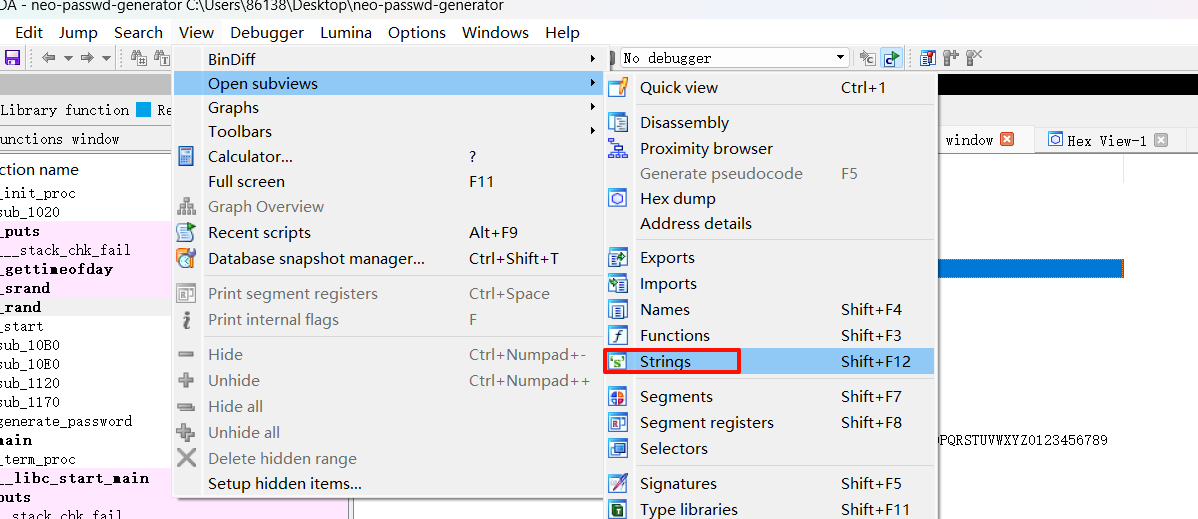 DA - neo-passwd-generator C:\Users\86138\Desktop\neo-passwd-generator
Edit Jump Search View Debugger Lumina Options Windows Help
No debugger
Library function Re
unctions window
window Hex View-1
ction name
_init_proc
sub_1020
_puts
___stack_chk_fail
_gettimeofday
_srand
_rand
_start
sub_10B0
sub_10E0
sub_1120
sub_1170
generate_password
main
_term_proc
__libc_start_main
puts
__stack_chk_fail
BinDiff
Open subviews
Graphs
Toolbars
Calculator... ?
Full screen F11
Graph Overview
Recent scripts Alt+F9
Database snapshot manager... Ctrl+Shift+T
Print segment registers Ctrl+Space
Print internal flags F
Hide Ctrl+Numpad+-
Unhide Ctrl+Numpad++
Hide all
Unhide all
Delete hidden range
Setup hidden items...
Quick view Ctrl+1
Disassembly
Proximity browser
Generate pseudocode F5
Hex dump
Address details
Exports
Imports
Names Shift+F4
Functions Shift+F3
Strings Shift+F12
Segments Shift+F7
Segment registers Shift+F8
Selectors
Signatures Shift+F5
Type libraries Shift+F11
PQRSTUVWXYZ0123456789